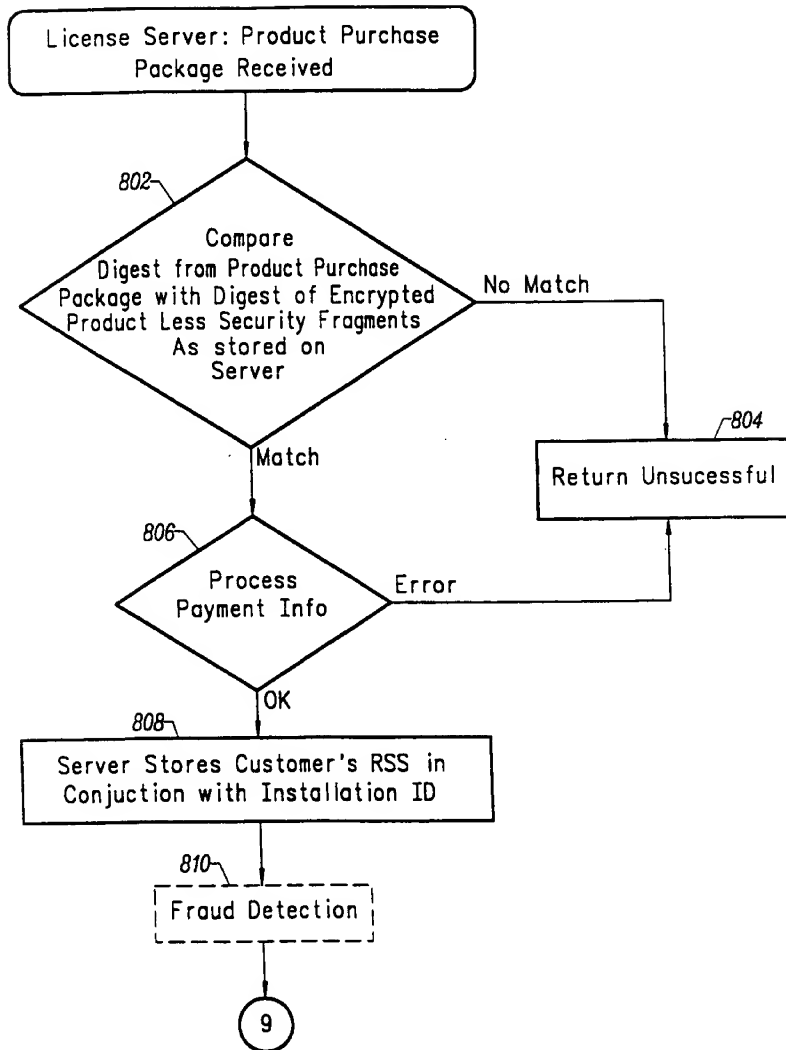 License Server: Product Purchase
Package Received
802
Compare
Digest from Product Purchase
Package with Digest of Encrypted
Product Less Security Fragments
As stored on
Server
No Match
804
Return Unsucessful
Match
806
Process
Payment Info
Error
OK
808
Server Stores Customer's RSS in
Conjuction with Installation ID
810
Fraud Detection
9